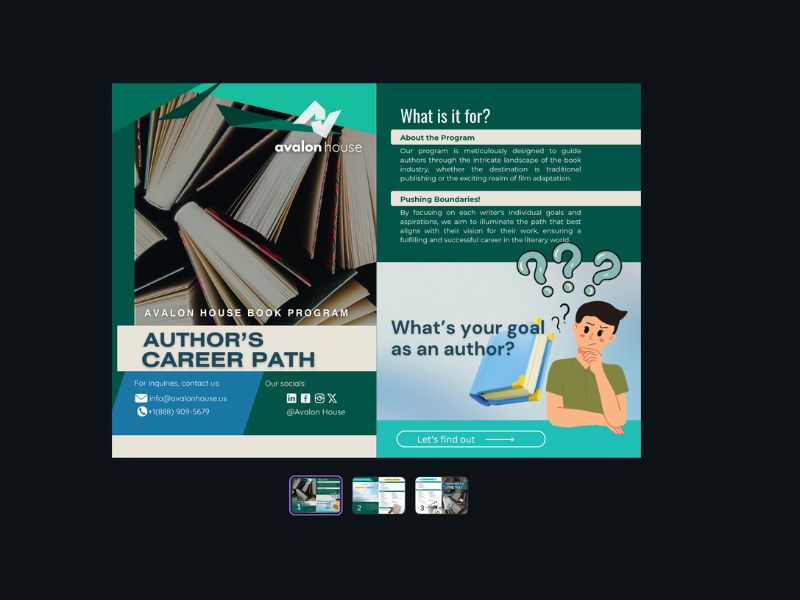 avalon house
AVALON HOUSE BOOK PROGRAM
AUTHOR'S
CAREER PATH
For inquiries, contact us:
info@avalonhouse.us
+1(888) 909-5679
Our socials:
@Avalon House
What is it for?
About the Program
Our program is meticulously designed to guide
authors through the intricate landscape of the book
industry, whether the destination is traditional
publishing or the exciting realm of film adaptation.
Pushing Boundaries!
By focusing on each writer's individual goals and
aspirations, we aim to illuminate the path that best
aligns with their vision for their work, ensuring a
fulfilling and successful career in the literary world.
???
??
What's your goal
as an author?
Let's find out
1
2
3